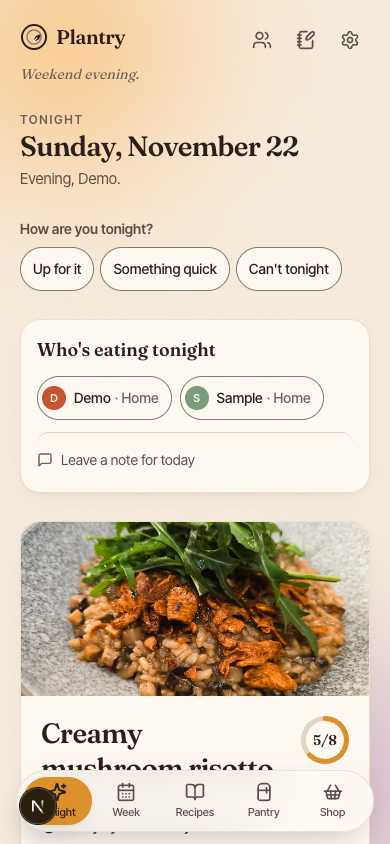 Plantry
Weekend evening.
TONIGHT
Sunday, November 22
Evening, Demo.
How are you tonight?
Up for it
Something quick
Can't tonight
Who's eating tonight
D Demo · Home
S Sample · Home
Leave a note for today
Creamy
mushroom risotto
5/8
N
Week
Recipes
Pantry
Shop